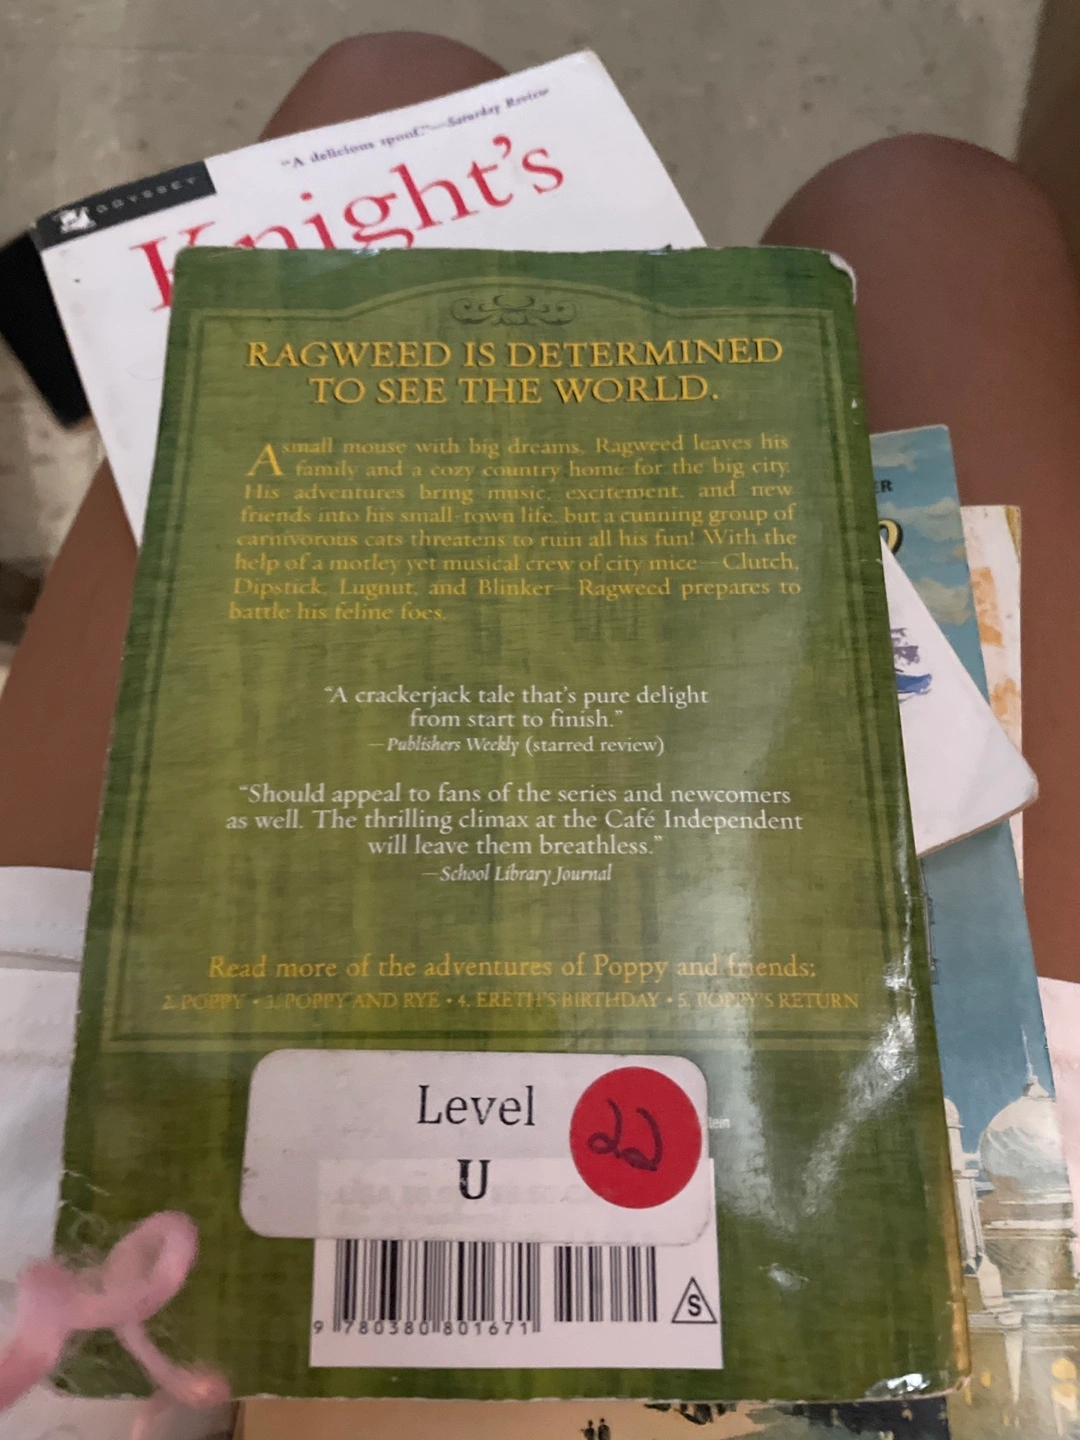 "A delicious spoof."—Saturday Review
ODYSSEY
Knight's
RAGWEED IS DETERMINED
TO SEE THE WORLD.
A small mouse with big dreams, Ragweed leaves his
family and a cozy country home for the big city.
His adventures bring music, excitement, and new
friends into his small-town life, but a cunning group of
carnivorous cats threatens to ruin all his fun! With the
help of a motley yet musical crew of city mice—Clutch,
Dipstick, Lugnut, and Blinker—Ragweed prepares to
battle his feline foes.
"A crackerjack tale that's pure delight
from start to finish."
—Publishers Weekly (starred review)
"Should appeal to fans of the series and newcomers
as well. The thrilling climax at the Café Independent
will leave them breathless."
—School Library Journal
Read more of the adventures of Poppy and friends:
2. POPPY • 3. POPPY AND RYE • 4. ERETH'S BIRTHDAY • 5. POPPY'S RETURN
Level
U
22
9 780380 801671
S